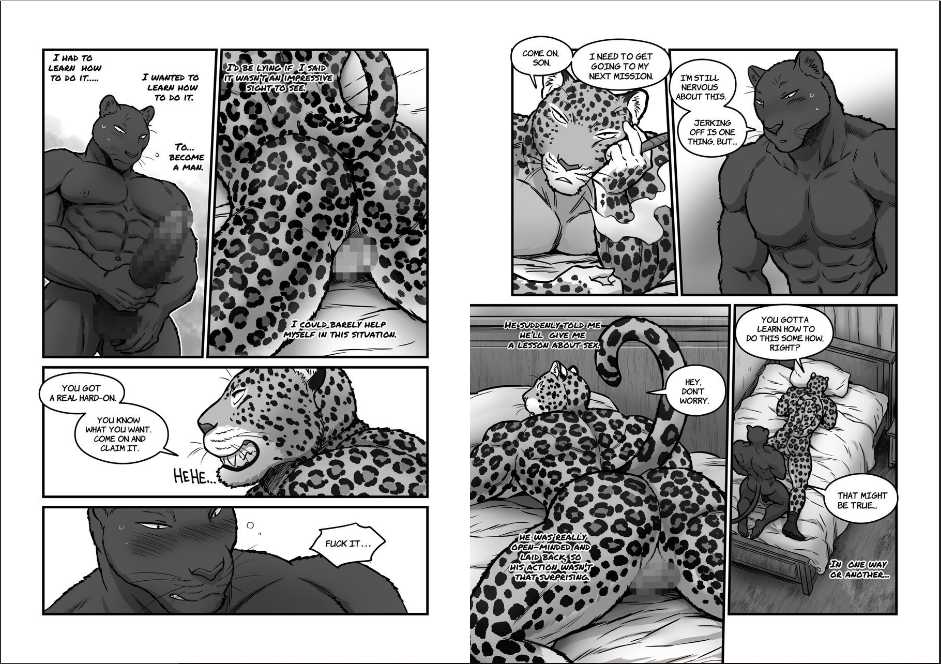 I'M STILL
NERVOUS
ABOUT THIS.
JERKING
OFF IS ONE
THING, BUT...
COME ON,
SON.
I NEED TO GET
GOING TO MY
NEXT MISSION.
YOU GOTTA
LEARN HOW TO
DO THIS SOME HOW.
RIGHT?
THAT MIGHT
BE TRUE...
IN ONE WAY
OR ANOTHER...
HE SUDDENLY TOLD ME
HE'LL GIVE ME
A LESSON ABOUT SEX.
HEY,
DON'T
WORRY.
HE WAS REALLY
OPEN-MINDED AND
LAID BACK, SO
HIS ACTION WASN'T
THAT SURPRISING.
I'D BE LYING IF I SAID
IT WASN'T AN IMPRESSIVE
SIGHT TO SEE.
I COULD BARELY HELP
MYSELF IN THIS SITUATION.
I HAD TO
LEARN HOW
TO DO IT.....
I WANTED TO
LEARN HOW
TO DO IT.
TO...
BECOME
A MAN.
YOU GOT
A REAL HARD-ON.
YOU KNOW
WHAT YOU WANT.
COME ON AND
CLAIM IT.
HEHE...
FUCK IT...